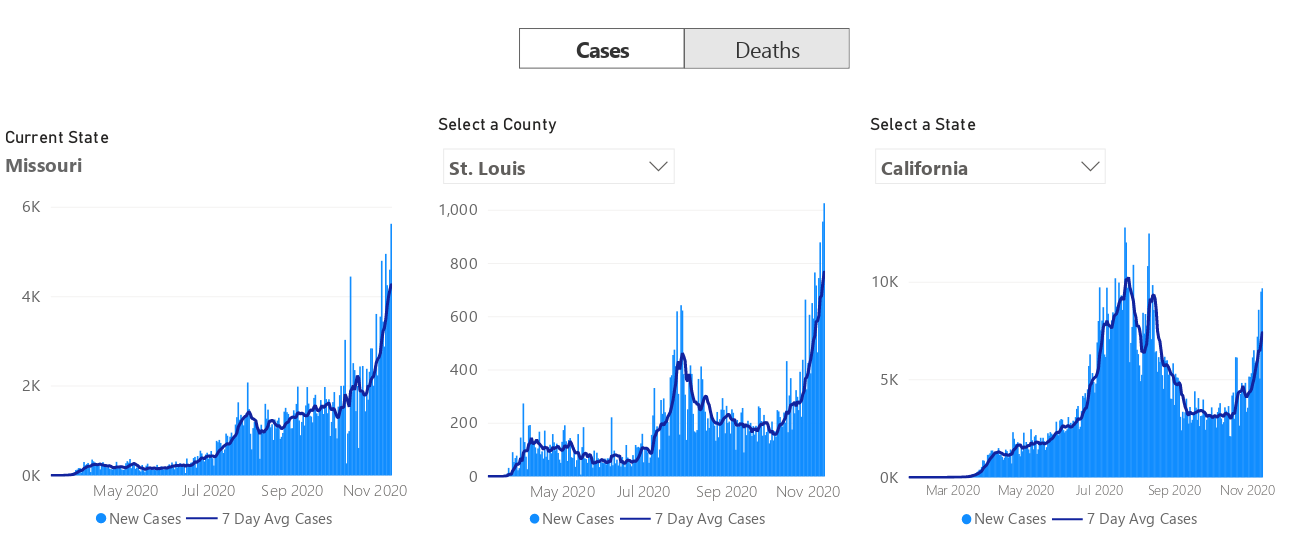 Cases Deaths
Current State
Missouri
6K
4K
2K
0K
May 2020 Jul 2020 Sep 2020 Nov 2020
New Cases 7 Day Avg Cases
Select a County
St. Louis
1,000
800
600
400
200
0
May 2020 Jul 2020 Sep 2020 Nov 2020
New Cases 7 Day Avg Cases
Select a State
California
10K
5K
0K
Mar 2020 May 2020 Jul 2020 Sep 2020 Nov 2020
New Cases 7 Day Avg Cases